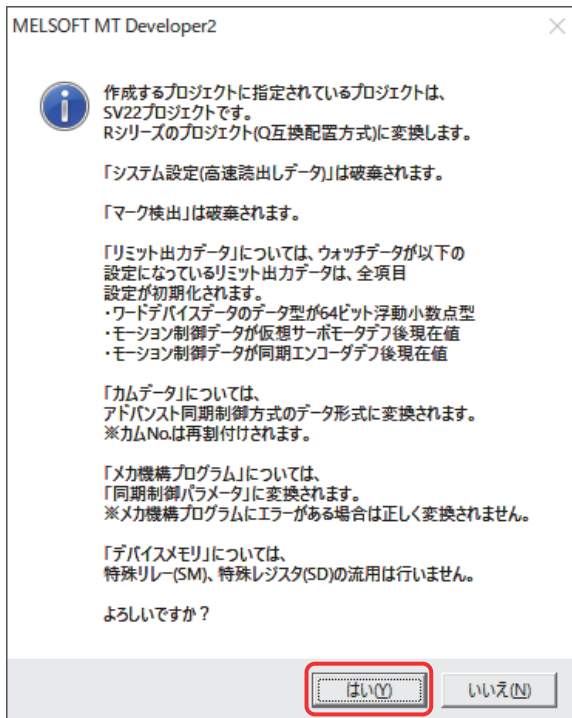 MELSOFT MT Developer2
作成するプロジェクトに指定されているプロジェクトは、
SV22プロジェクトです。
Rシリーズのプロジェクト(Q互換配置方式)に変換します。
「システム設定(高速読出しデータ)」は破棄されます。
「マーク検出」は破棄されます。
「リミット出力データ」については、ウォッチデータが以下の
設定になっているリミット出力データは、全項目
設定が初期化されます。
・ワードデバイスデータのデータ型が64ビット浮動小数点型
・モーション制御データが仮想サーボモータデフ後現在値
・モーション制御データが同期エンコーダデフ後現在値
「カムデータ」については、
アドバンスト同期制御方式のデータ形式に変換されます。
※カムNo.は再割付けされます。
「メカ機構プログラム」については、
「同期制御パラメータ」に変換されます。
※メカ機構プログラムにエラーがある場合は正しく変換されません。
「デバイスメモリ」については、
特殊リレー(SM)、特殊レジスタ(SD)の流用は行いません。
よろしいですか？
はい(Y) いいえ(N)